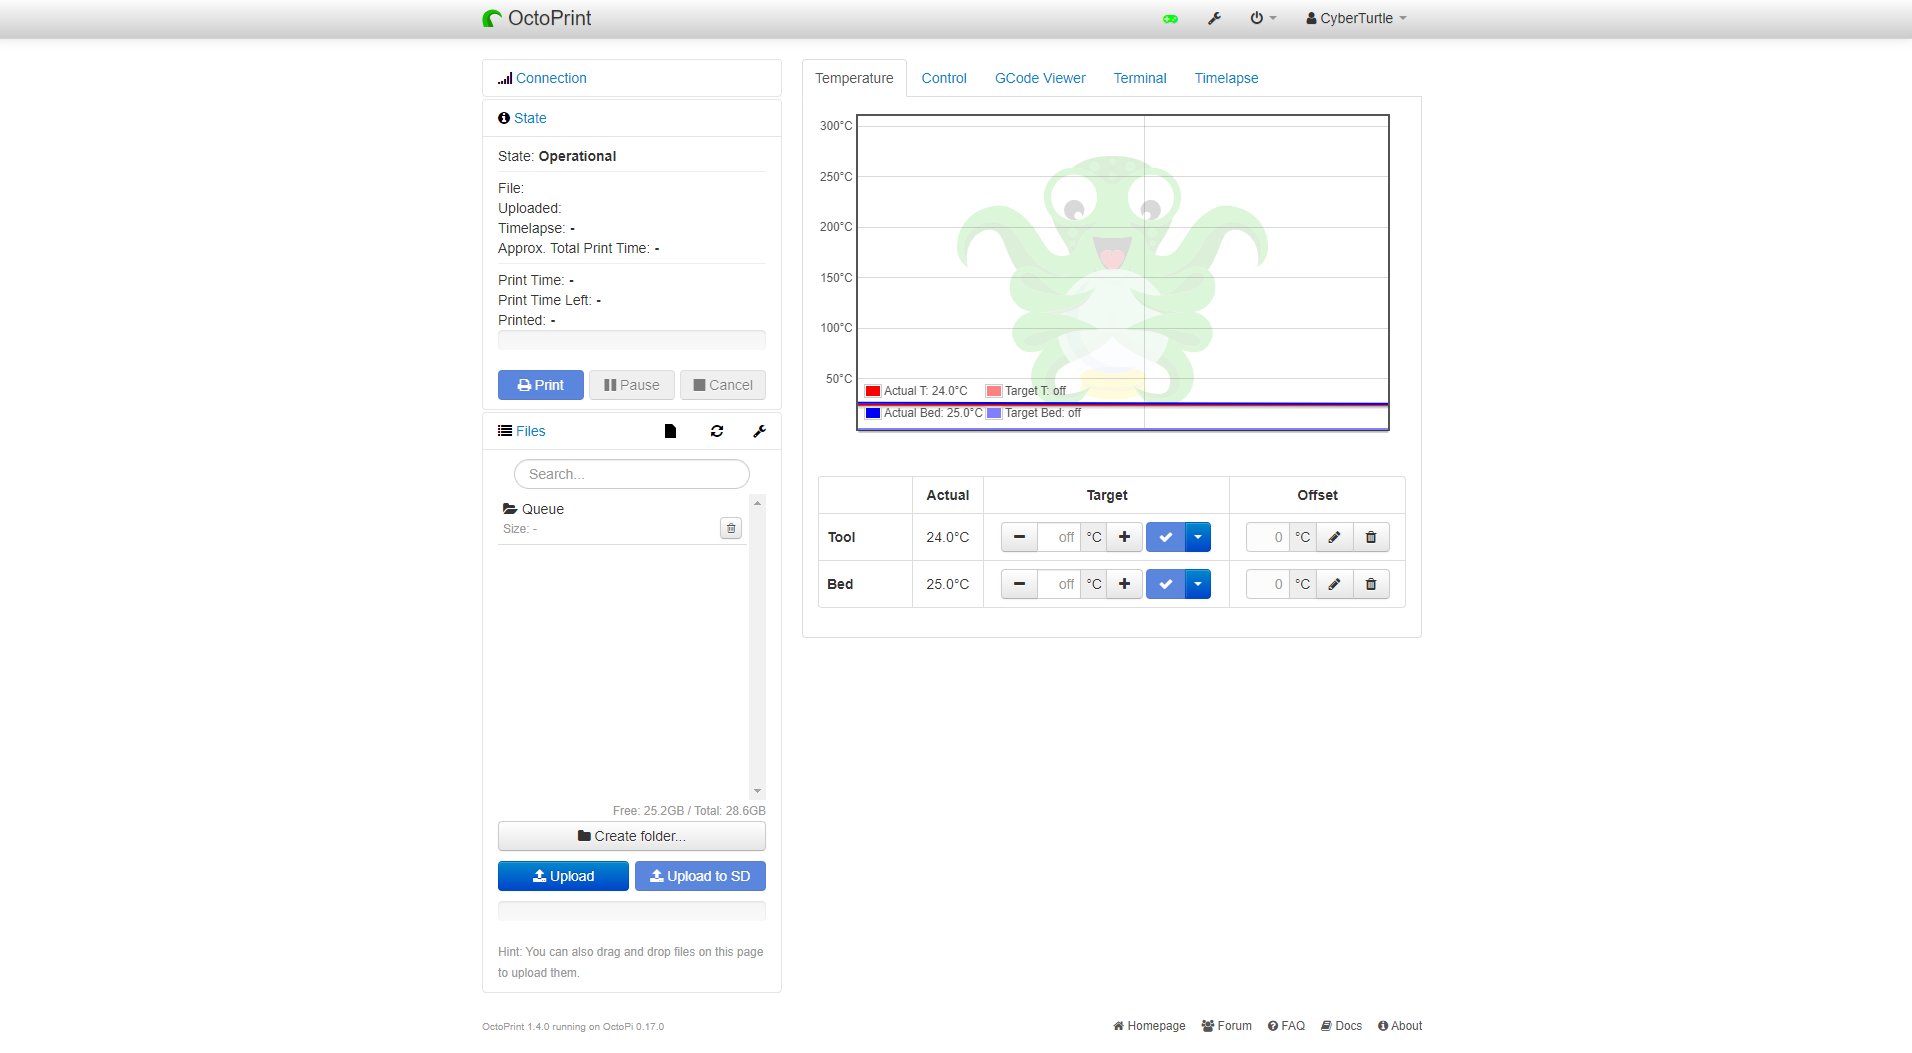 OctoPrint
CyberTurtle
Connection
State
State: Operational
File:
Uploaded:
Timelapse: -
Approx. Total Print Time: -
Print Time: -
Print Time Left: -
Printed: -
Print Pause Cancel
Files
Search...
Queue
Size: -
Free: 25.2GB / Total: 28.6GB
Create folder...
Upload Upload to SD
Hint: You can also drag and drop files on this page
to upload them.
Temperature Control GCode Viewer Terminal Timelapse
300°C
250°C
200°C
150°C
100°C
50°C
Actual T: 24.0°C Target T: off
Actual Bed: 25.0°C Target Bed: off
Actual Target Offset
Tool 24.0°C off °C 0 °C
Bed 25.0°C off °C 0 °C
OctoPrint 1.4.0 running on OctoPi 0.17.0
Homepage Forum FAQ Docs About